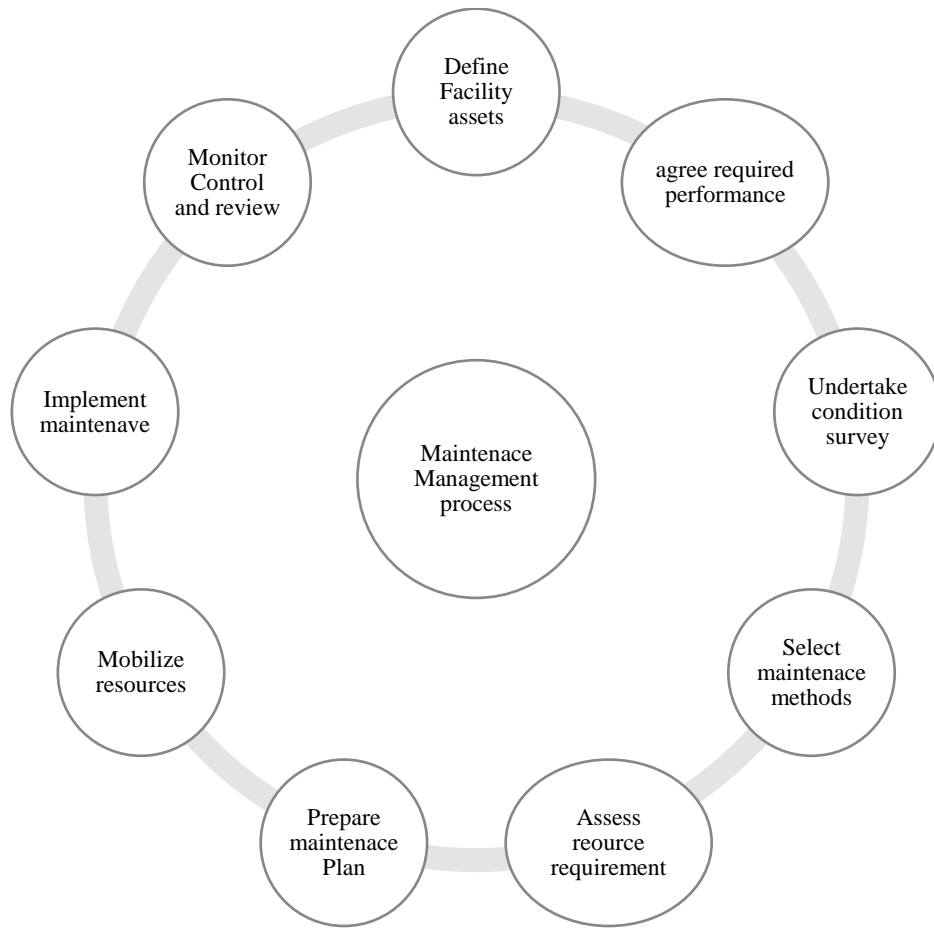 Define
Facility
assets
agree required
performance
Undertake
condition
survey
Select
maintenace
methods
Assess
reource
requirement
Prepare
maintenace
Plan
Mobilize
resources
Implement
maintenave
Monitor
Control
and review
Maintenace
Management
process